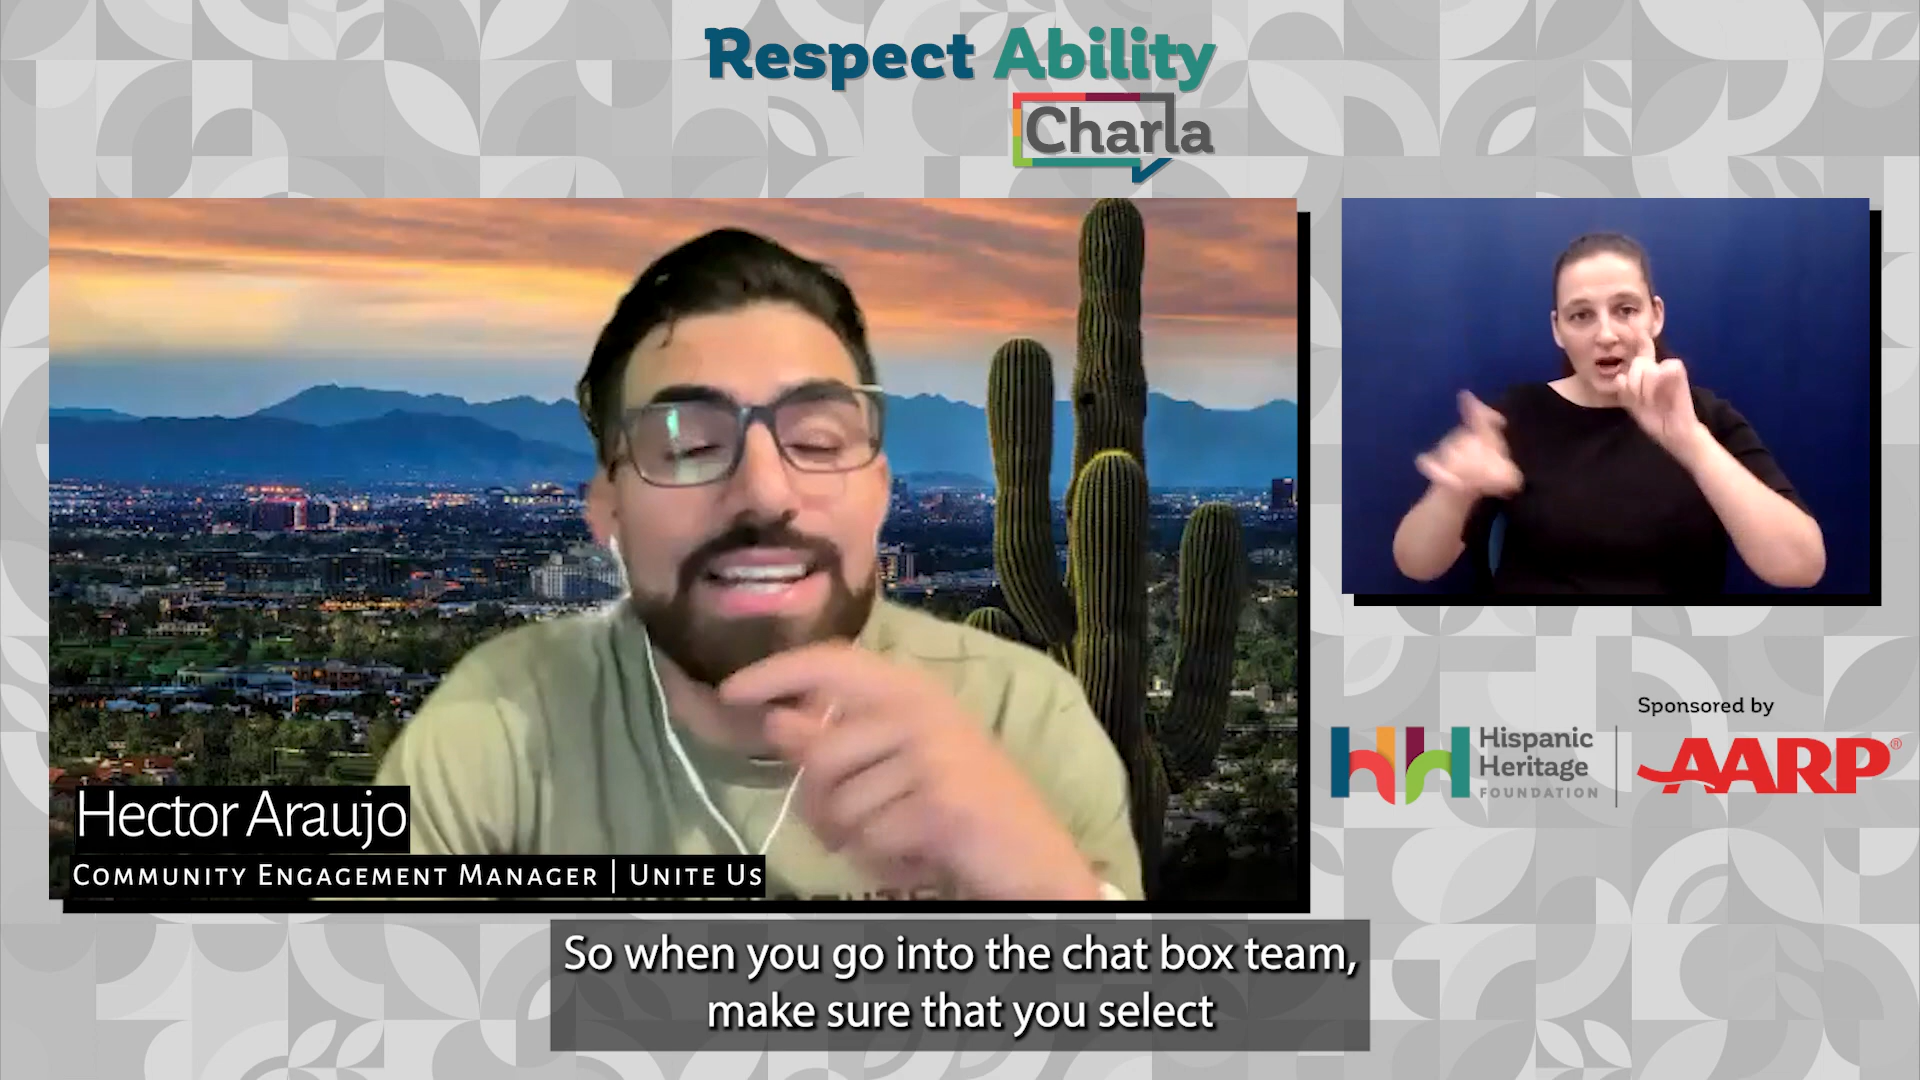 Respect Ability
Charla
Hector Araujo
COMMUNITY ENGAGEMENT MANAGER | UNITE US
Sponsored by
Hispanic
Heritage
FOUNDATION
AARP®
So when you go into the chat box team,
make sure that you select